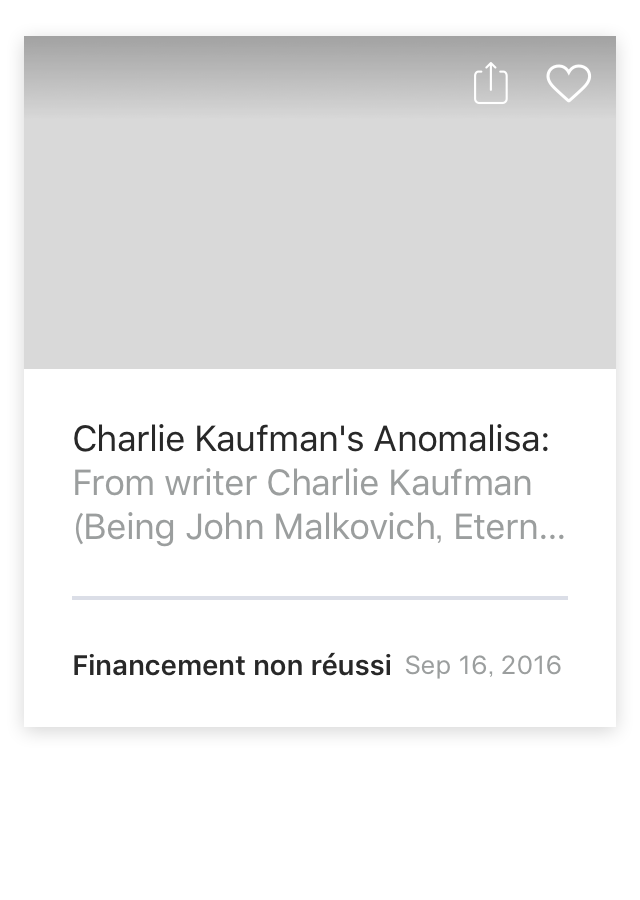 Charlie Kaufman's Anomalisa:
From writer Charlie Kaufman
(Being John Malkovich, Etern...
Financement non réussi Sep 16, 2016